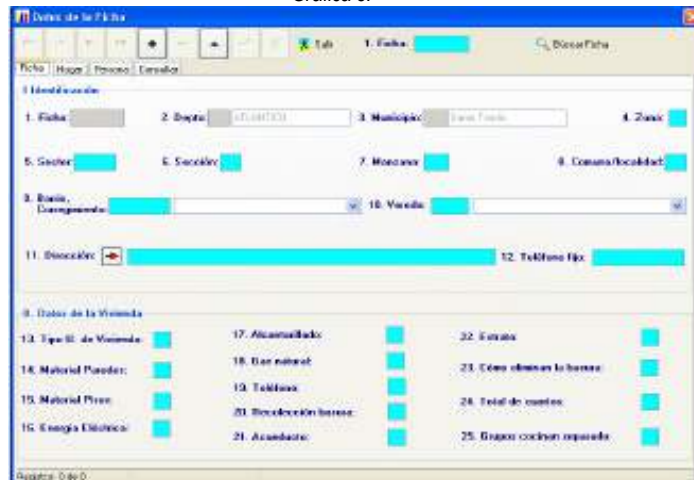 Datos de la Ficha
Salir 1. Ficha: Buscar Ficha
Ficha Hogar Persona Consultar
I Identificación
1. Ficha: 2. Depto: ATLANTICO 3. Municipio: 4. Zona:
5. Sector: 6. Sección: 7. Manzana: 8. Comuna/localidad:
9. Barrio,
Corregimiento: 10. Vereda:
11. Dirección: 12. Teléfono fijo:
II. Datos de la Vivienda
13. Tipo U. de Vivienda: 17. Alcantarillado: 22. Estrato:
14. Material Paredes: 18. Gas natural: 23. Cómo eliminan la basura:
19. Teléfono:
15. Material Pisos: 24. Total de cuartos:
20. Recolección basura:
16. Energía Eléctrica: 21. Acueducto: 25. Grupos cocinan separado:
Registro: 0 de 0